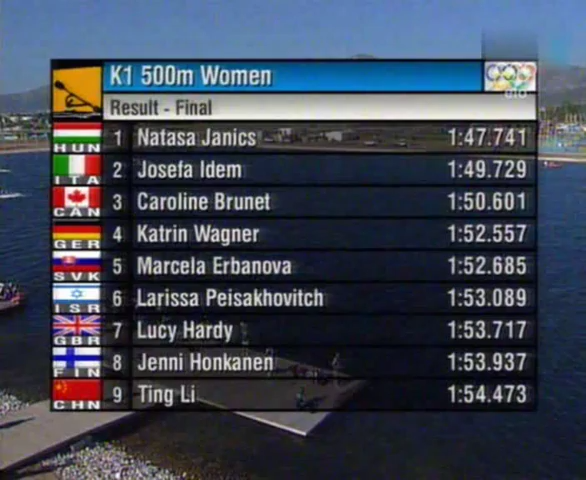 K1 500m Women
Result - Final
HUN 1 Natasa Janics 1:47.741
ITA 2 Josefa Idem 1:49.729
CAN 3 Caroline Brunet 1:50.601
GER 4 Katrin Wagner 1:52.557
SVK 5 Marcela Erbanova 1:52.685
ISR 6 Larissa Peisakhovitch 1:53.089
GBR 7 Lucy Hardy 1:53.717
FIN 8 Jenni Honkanen 1:53.937
CHN 9 Ting Li 1:54.473